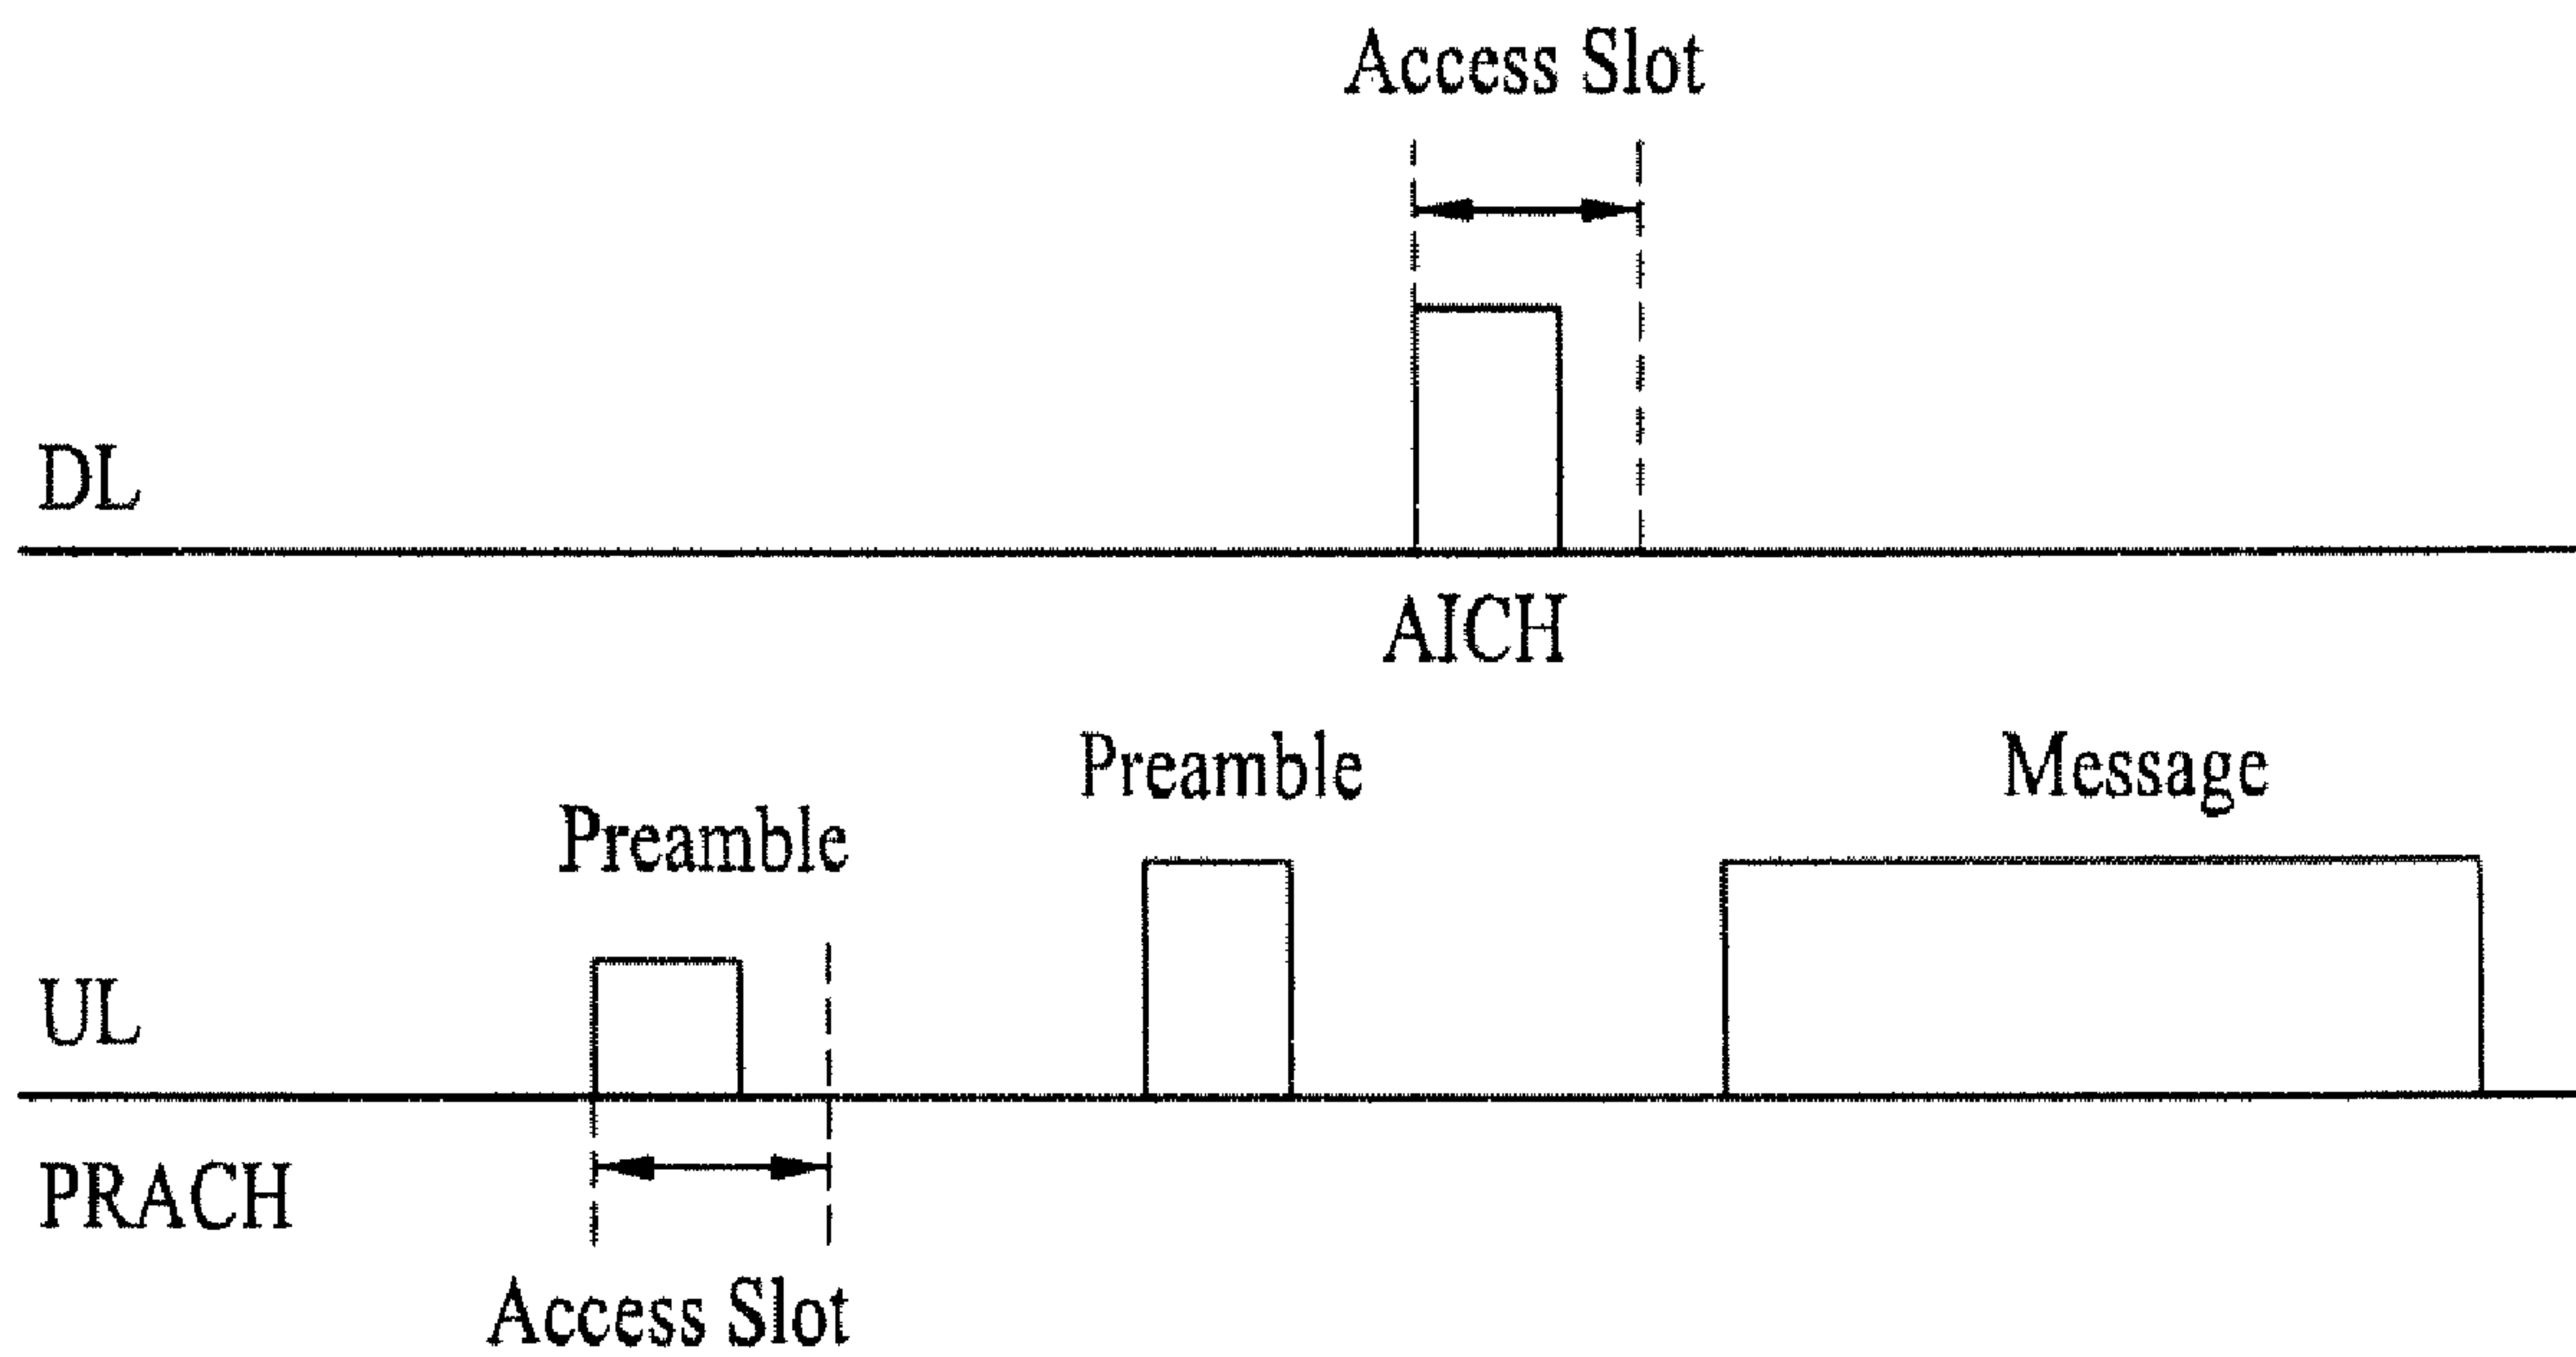 Access Slot
DL
AICH
Preamble
Message
Preamble
UL
PRACH
Access Slot